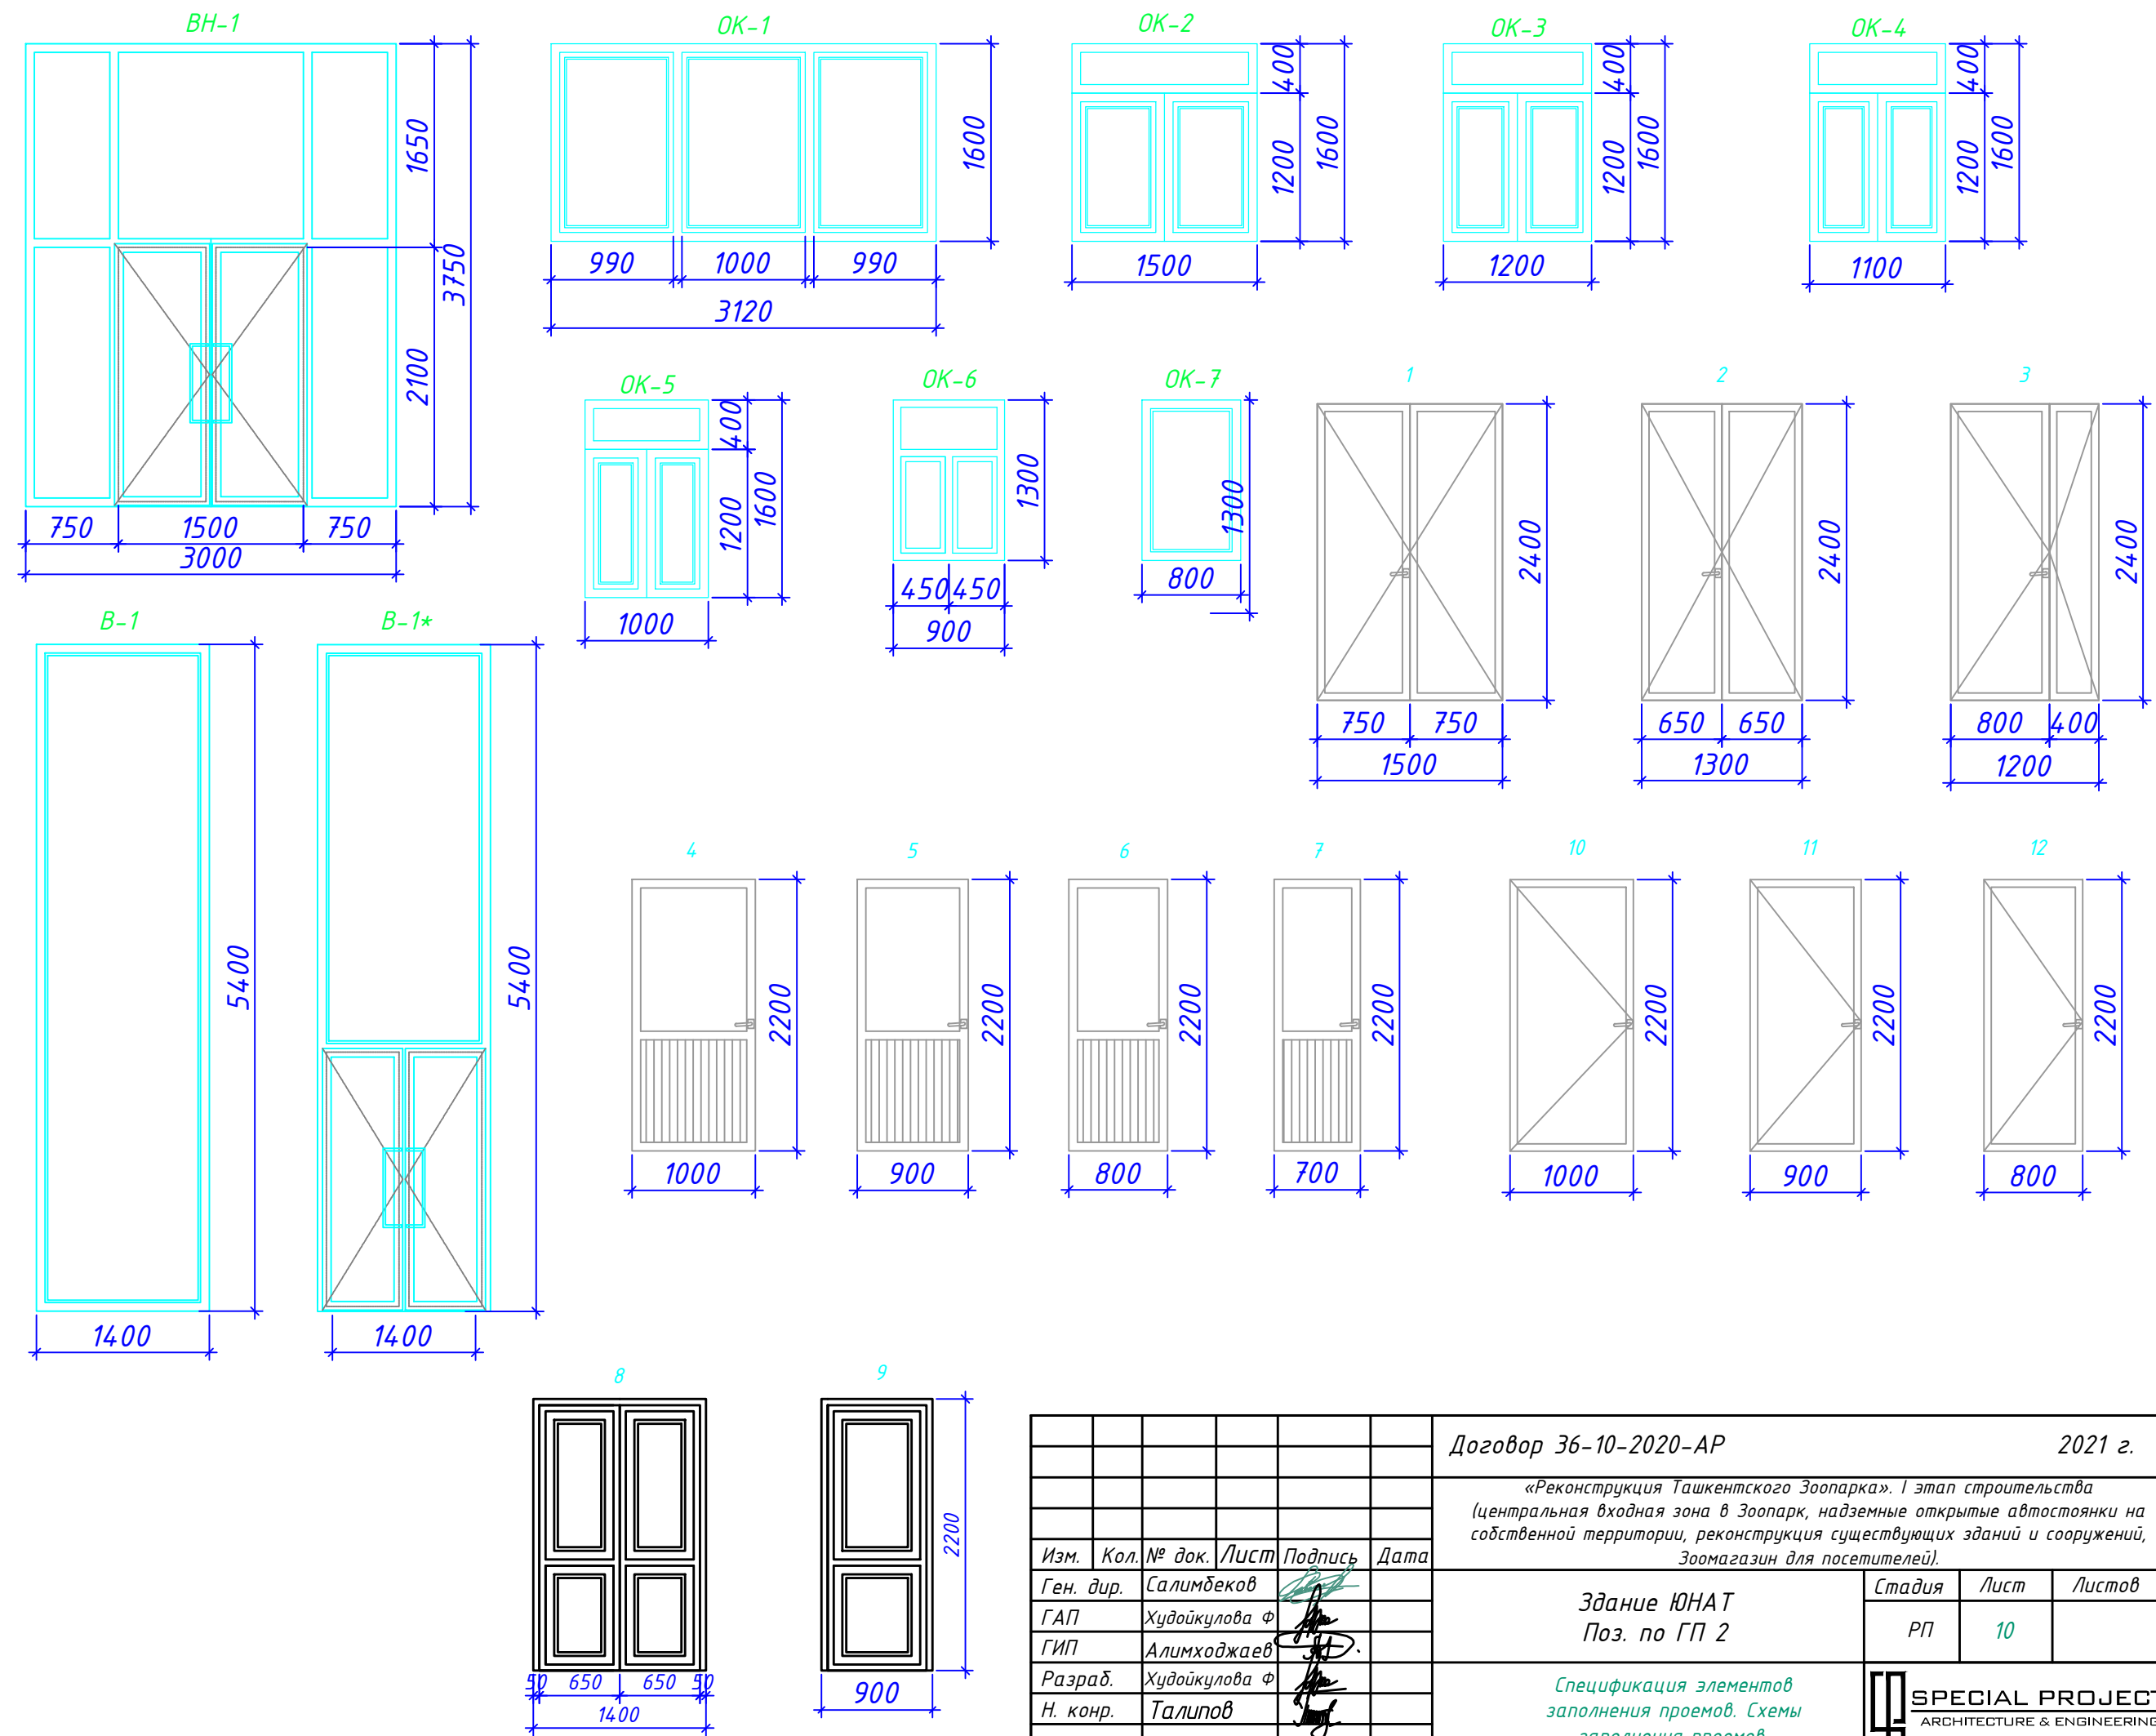 ВН-1
1650
3750
2100
750
1500
750
3000
ОК-1
1600
990
1000
990
3120
ОК-2
400
1200
1600
1500
ОК-3
400
1200
1600
1200
ОК-4
400
1200
1600
1100
ОК-5
400
1200
1600
1000
ОК-6
1300
450
450
900
ОК-7
1300
800
1
2400
750
750
1500
2
2400
650
650
1300
3
2400
800
400
1200
В-1
5400
1400
В-1*
5400
1400
4
2200
1000
5
2200
900
6
2200
800
7
2200
700
10
2200
1000
11
2200
900
12
2200
800
8
50
650
650
50
1400
9
2200
900
Договор 36-10-2020-АР
2021 г.
«Реконструкция Ташкентского Зоопарка». I этап строительства
(центральная входная зона в Зоопарк, надземные открытые автостоянки на
собственной территории, реконструкция существующих зданий и сооружений,
Зоомагазин для посетителей).
Изм.
Кол.
№ док.
Лист
Подпись
Дата
Ген. дир.
Салимбеков
ГАП
Худойкулова Ф
ГИП
Алимходжаев
Разраб.
Худойкулова Ф
Н. конр.
Талипов
Здание ЮНАТ
Поз. по ГП 2
Стадия
Лист
Листов
РП
10
Спецификация элементов
заполнения проемов. Схемы
заполнения проемов
SPECIAL PROJECT
ARCHITECTURE & ENGINEERING